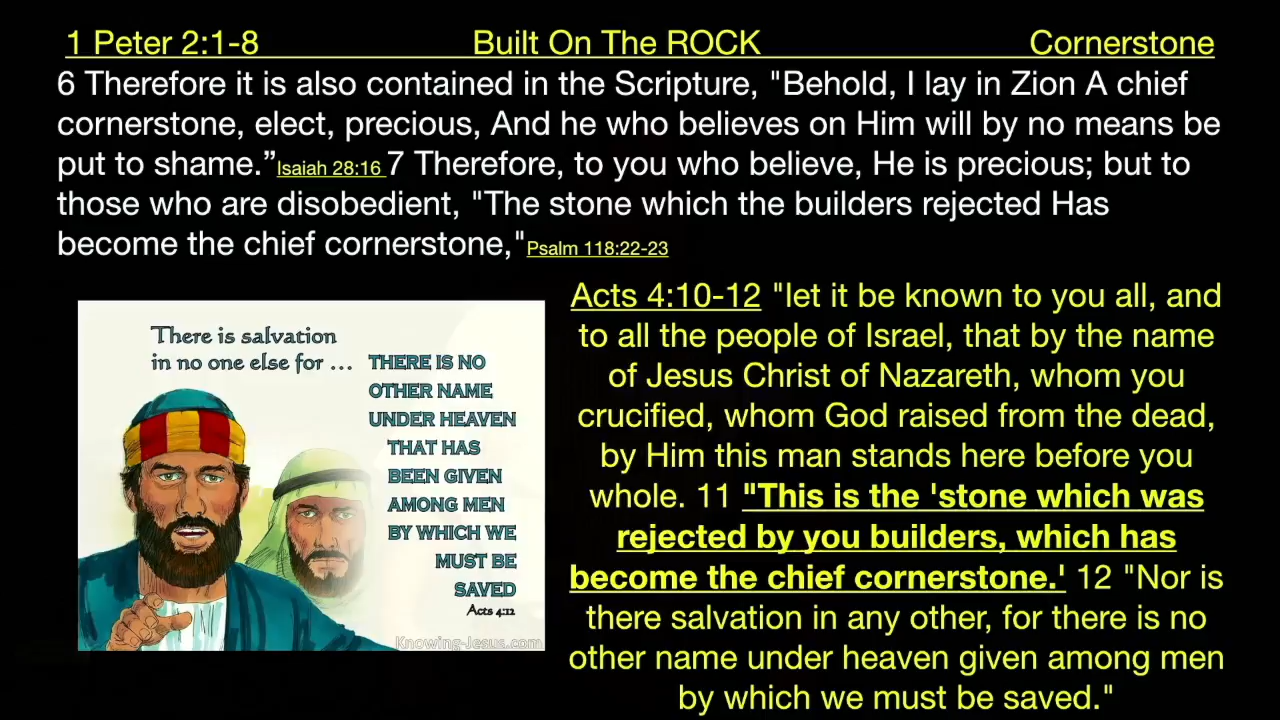 1 Peter 2:1-8 Built On The ROCK Cornerstone
6 Therefore it is also contained in the Scripture, "Behold, I lay in Zion A chief
cornerstone, elect, precious, And he who believes on Him will by no means be
put to shame.” Isaiah 28:16 7 Therefore, to you who believe, He is precious; but to
those who are disobedient, "The stone which the builders rejected Has
become the chief cornerstone," Psalm 118:22-23
There is salvation
in no one else for ...
THERE IS NO
OTHER NAME
UNDER HEAVEN
THAT HAS
BEEN GIVEN
AMONG MEN
BY WHICH WE
MUST BE
SAVED
Acts 4:12
Knowing-Jesus.com
Acts 4:10-12 "let it be known to you all, and
to all the people of Israel, that by the name
of Jesus Christ of Nazareth, whom you
crucified, whom God raised from the dead,
by Him this man stands here before you
whole. 11 "This is the 'stone which was
rejected by you builders, which has
become the chief cornerstone.' 12 "Nor is
there salvation in any other, for there is no
other name under heaven given among men
by which we must be saved."